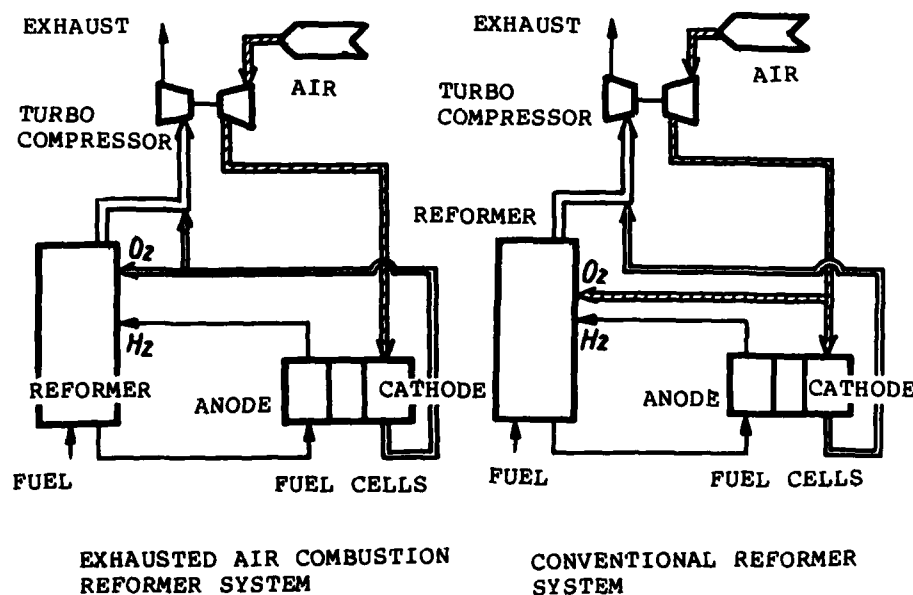 EXHAUST
AIR
TURBO
COMPRESSOR
O2
H2
REFORMER
ANODE
CATHODE
FUEL
FUEL CELLS
EXHAUSTED AIR COMBUSTION
REFORMER SYSTEM
EXHAUST
AIR
TURBO
COMPRESSOR
REFORMER
O2
H2
ANODE
CATHODE
FUEL
FUEL CELLS
CONVENTIONAL REFORMER
SYSTEM